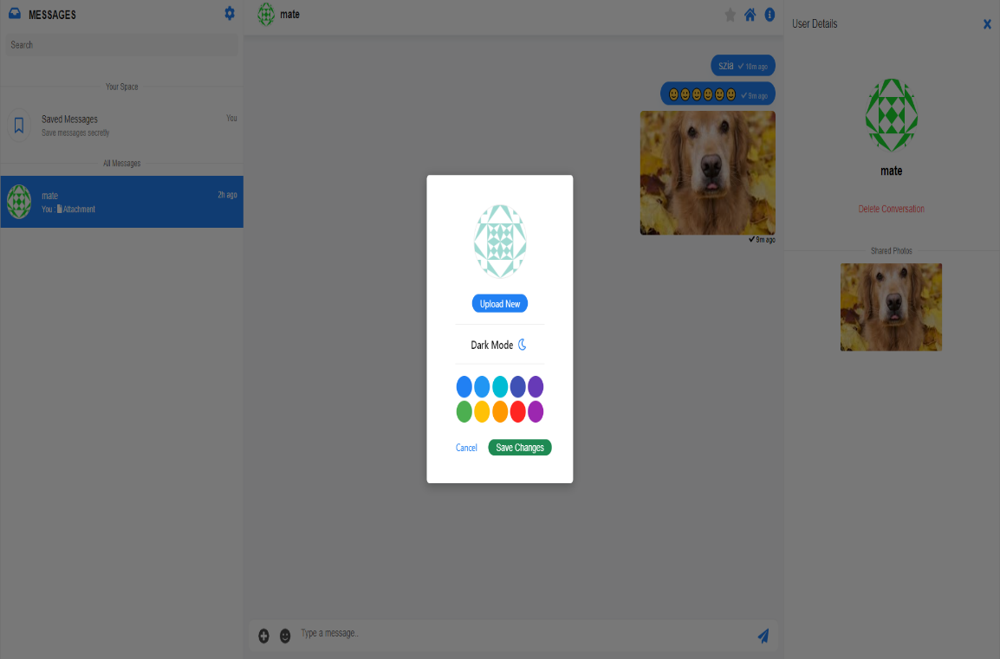 MESSAGES
Search
Your Space
Saved Messages
You
Save messages secretly
All Messages
mate
2h ago
You : Attachment
mate
szia 10m ago
9m ago
9m ago
Type a message..
Upload New
Dark Mode
Cancel
Save Changes
User Details
mate
Delete Conversation
Shared Photos